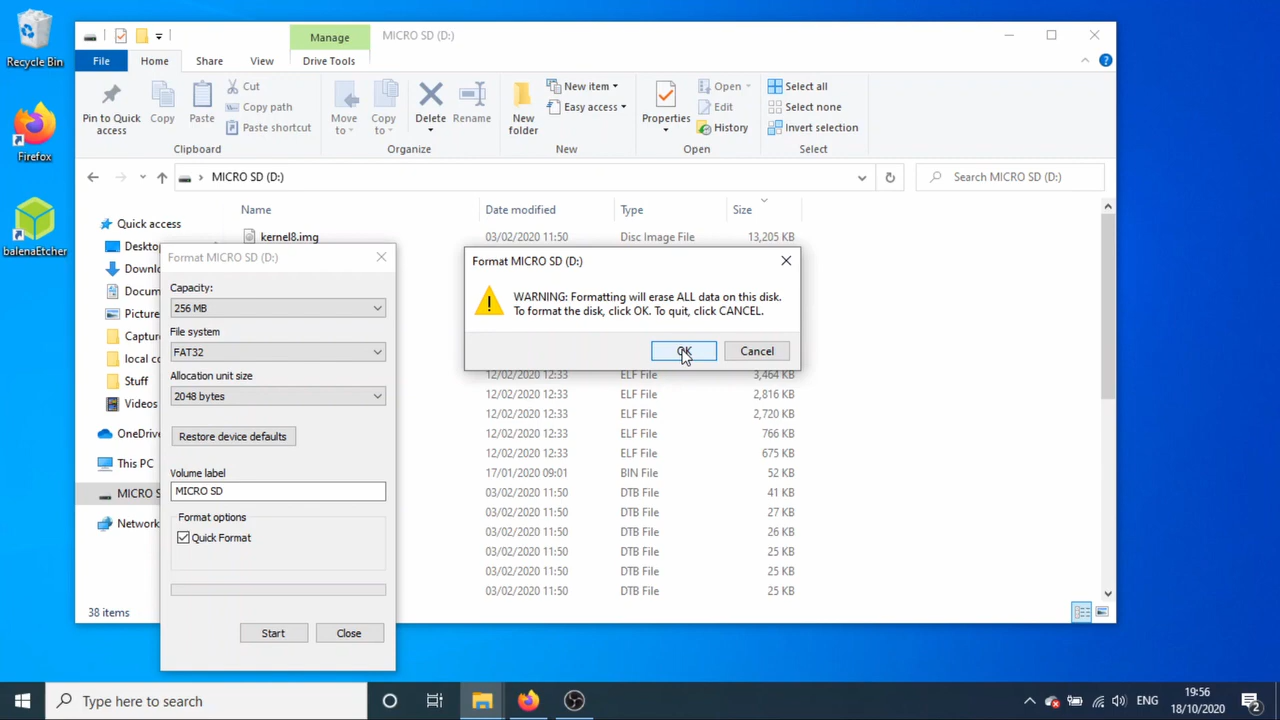 Recycle Bin
Firefox
balenaEtcher
Manage
MICRO SD (D:)
File
Home
Share
View
Drive Tools
Pin to Quick access
Copy
Paste
Cut
Copy path
Paste shortcut
Clipboard
Move to
Copy to
Delete
Rename
Organize
New folder
New item
Easy access
New
Properties
Open
Edit
History
Open
Select all
Select none
Invert selection
Select
MICRO SD (D:)
Search MICRO SD (D:)
Name
Date modified
Type
Size
Quick access
kernel8.img
03/02/2020 11:50
Disc Image File
13,205 KB
Format MICRO SD (D:)
Capacity:
256 MB
File system
FAT32
Allocation unit size
2048 bytes
Restore device defaults
Volume label
MICRO SD
Format options
Quick Format
Start
Close
Format MICRO SD (D:)
WARNING: Formatting will erase ALL data on this disk.
To format the disk, click OK. To quit, click CANCEL.
OK
Cancel
12/02/2020 12:33 ELF File 3,464 KB
12/02/2020 12:33 ELF File 2,816 KB
12/02/2020 12:33 ELF File 2,720 KB
12/02/2020 12:33 ELF File 766 KB
12/02/2020 12:33 ELF File 675 KB
17/01/2020 09:01 BIN File 52 KB
03/02/2020 11:50 DTB File 41 KB
03/02/2020 11:50 DTB File 27 KB
03/02/2020 11:50 DTB File 26 KB
03/02/2020 11:50 DTB File 25 KB
03/02/2020 11:50 DTB File 25 KB
03/02/2020 11:50 DTB File 25 KB
Desktop
Downl
Docum
Picture
Captur
local co
Stuff
Videos
OneDrive
This PC
MICRO S
Network
38 items
Type here to search
ENG
19:56
18/10/2020
2